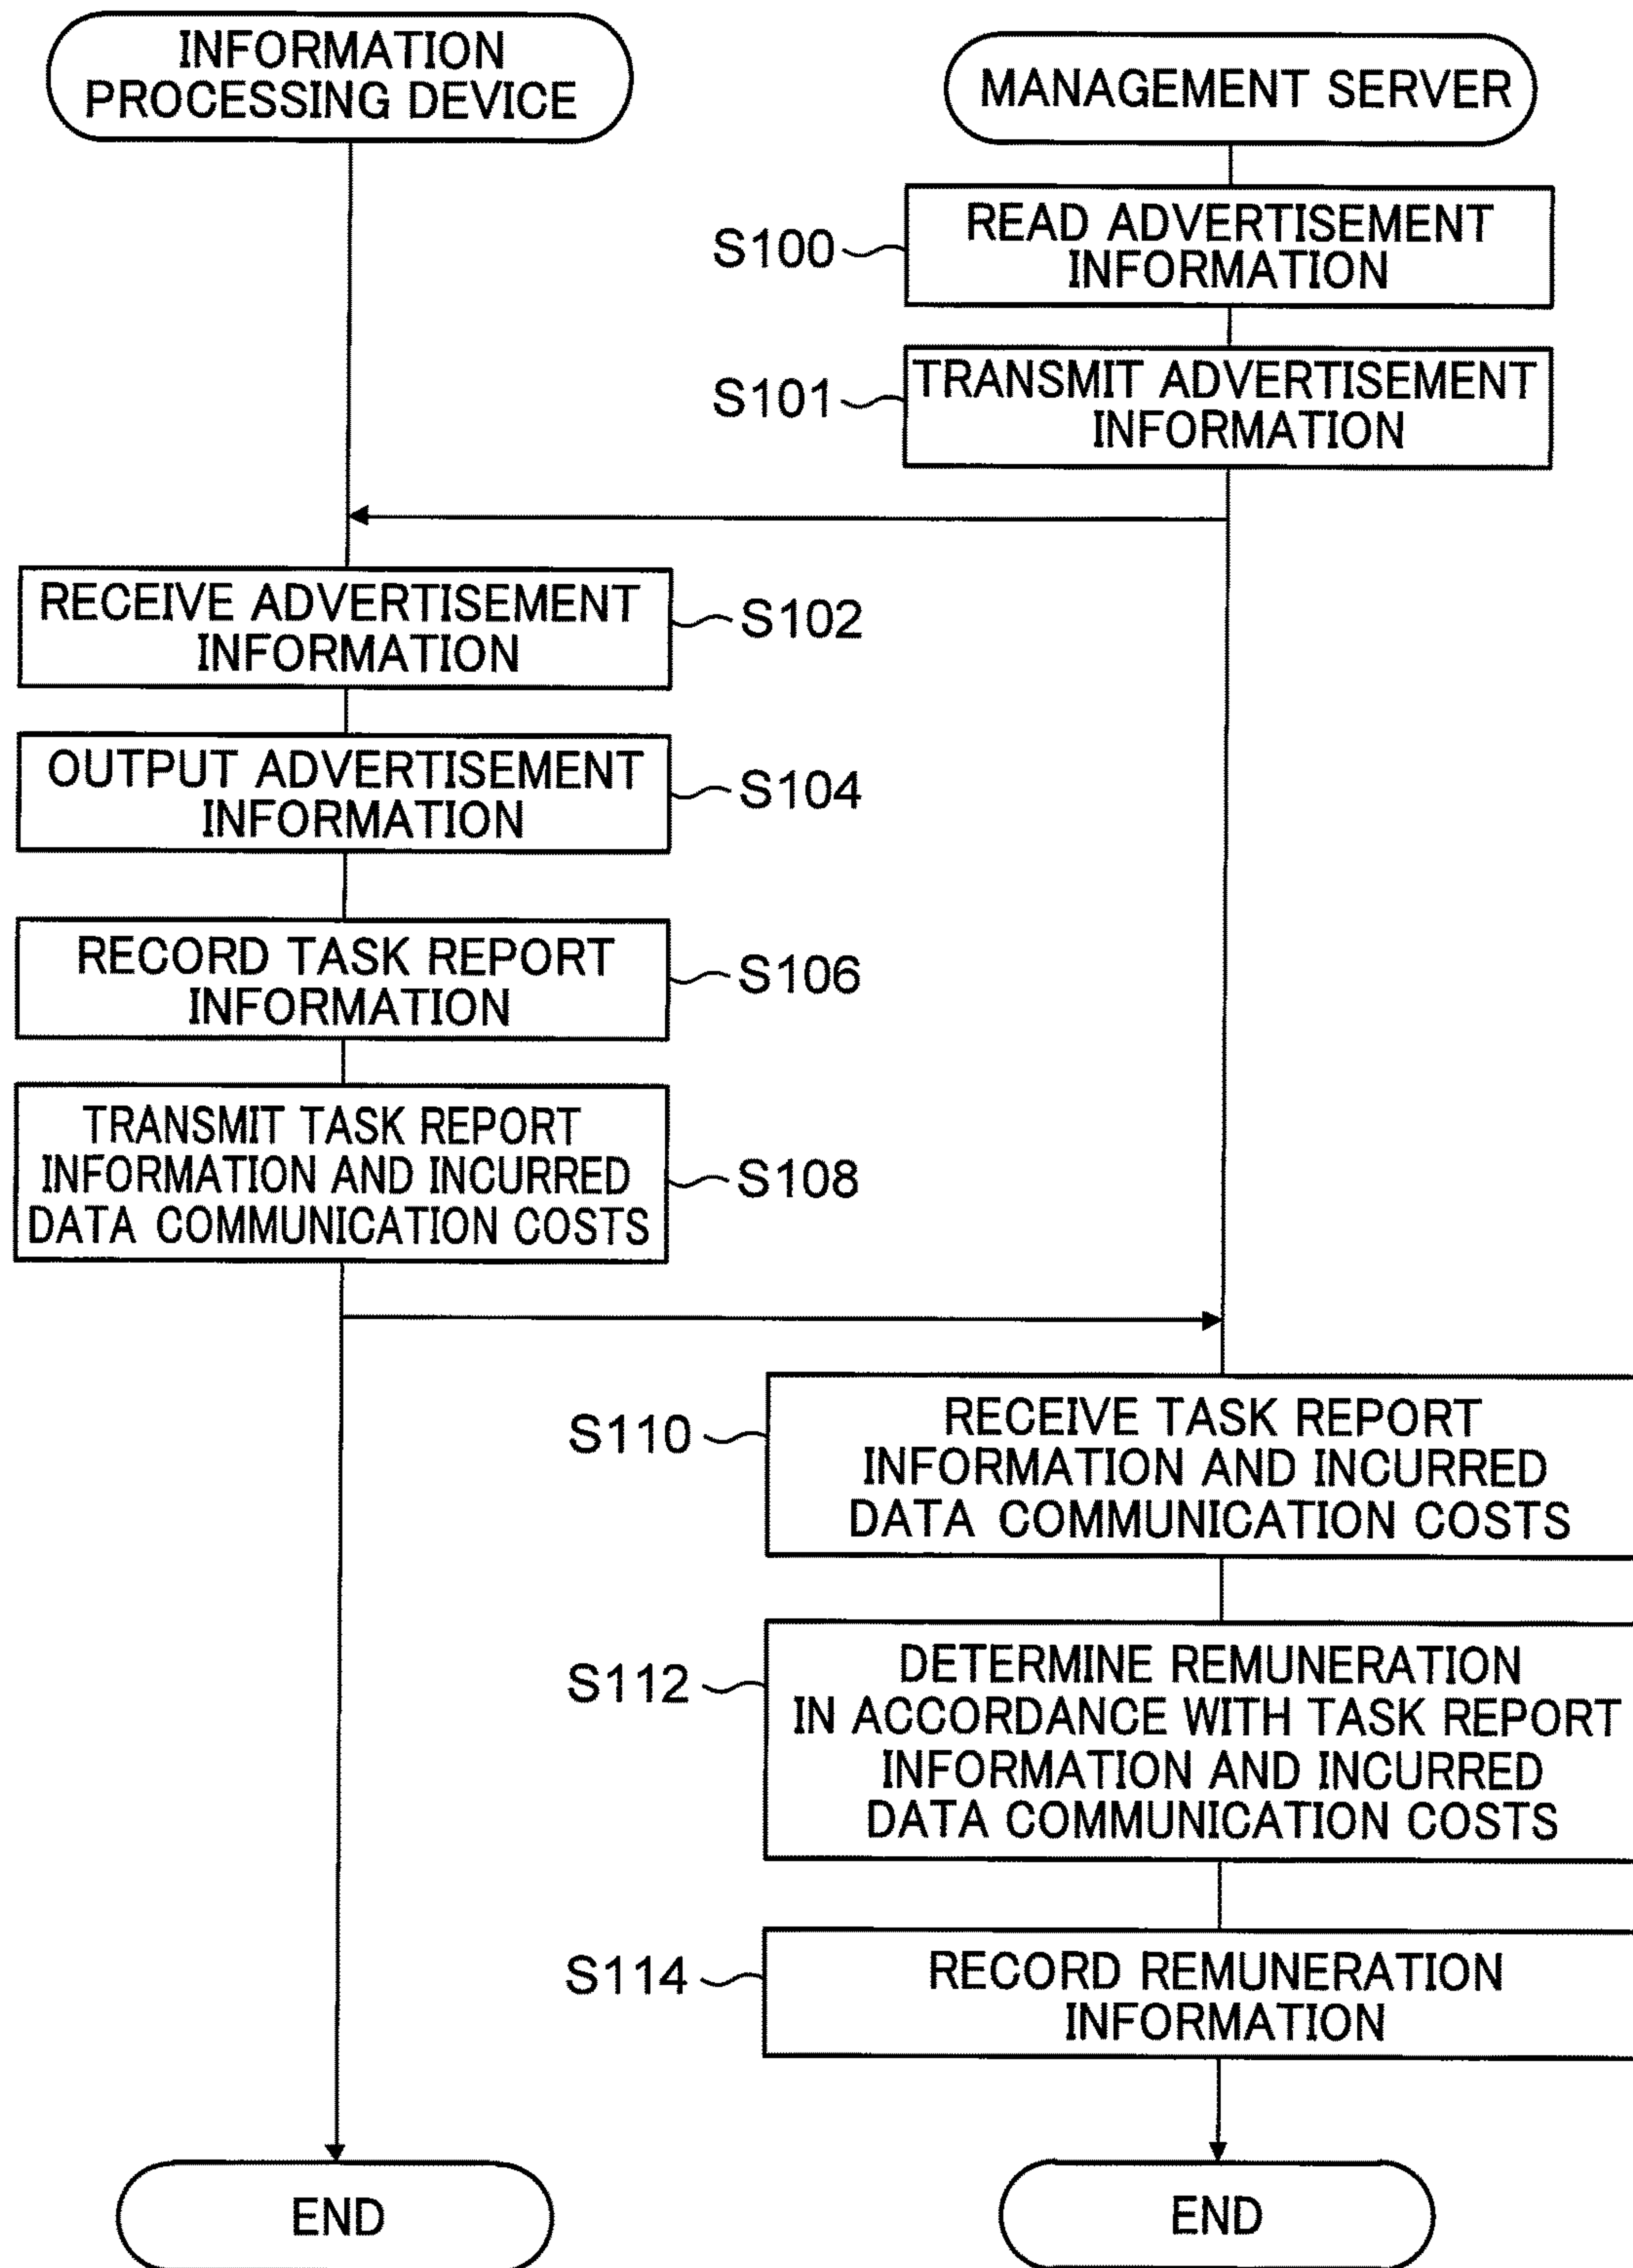 INFORMATION
PROCESSING DEVICE
MANAGEMENT SERVER
S100
READ ADVERTISEMENT
INFORMATION
S101
TRANSMIT ADVERTISEMENT
INFORMATION
RECEIVE ADVERTISEMENT
INFORMATION
S102
OUTPUT ADVERTISEMENT
INFORMATION
S104
RECORD TASK REPORT
INFORMATION
S106
TRANSMIT TASK REPORT
INFORMATION AND INCURRED
DATA COMMUNICATION COSTS
S108
S110
RECEIVE TASK REPORT
INFORMATION AND INCURRED
DATA COMMUNICATION COSTS
S112
DETERMINE REMUNERATION
IN ACCORDANCE WITH TASK REPORT
INFORMATION AND INCURRED
DATA COMMUNICATION COSTS
S114
RECORD REMUNERATION
INFORMATION
END
END